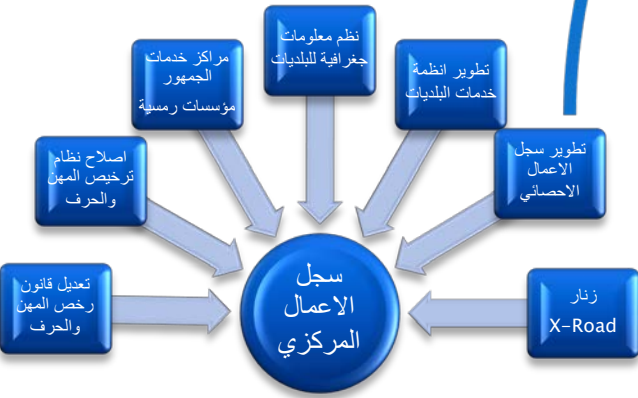 نظم معلومات
جغرافية للبلديات
مراكز خدمات
الجمهور
مؤسسات رمسية
تطوير انظمة
خدمات البلديات
اصلاح نظام
ترخيص المهن
والحرف
تطوير سجل
الاعمال
الاحصائي
تعديل قانون
رخص المهن
والحرف
سجل
الاعمال
المركزي
زنار
X-Road